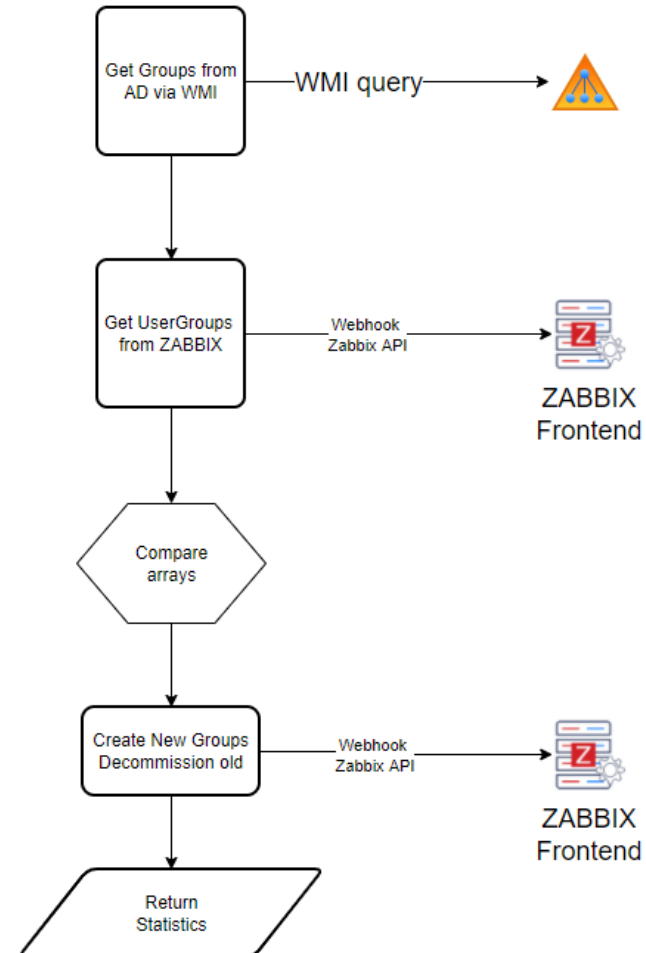 Get Groups from
AD via WMI
WMI query
Get UserGroups
from ZABBIX
Webhook
Zabbix API
Z
ZABBIX
Frontend
Compare
arrays
Create New Groups
Decommission old
Webhook
Zabbix API
Z
ZABBIX
Frontend
Return
Statistics